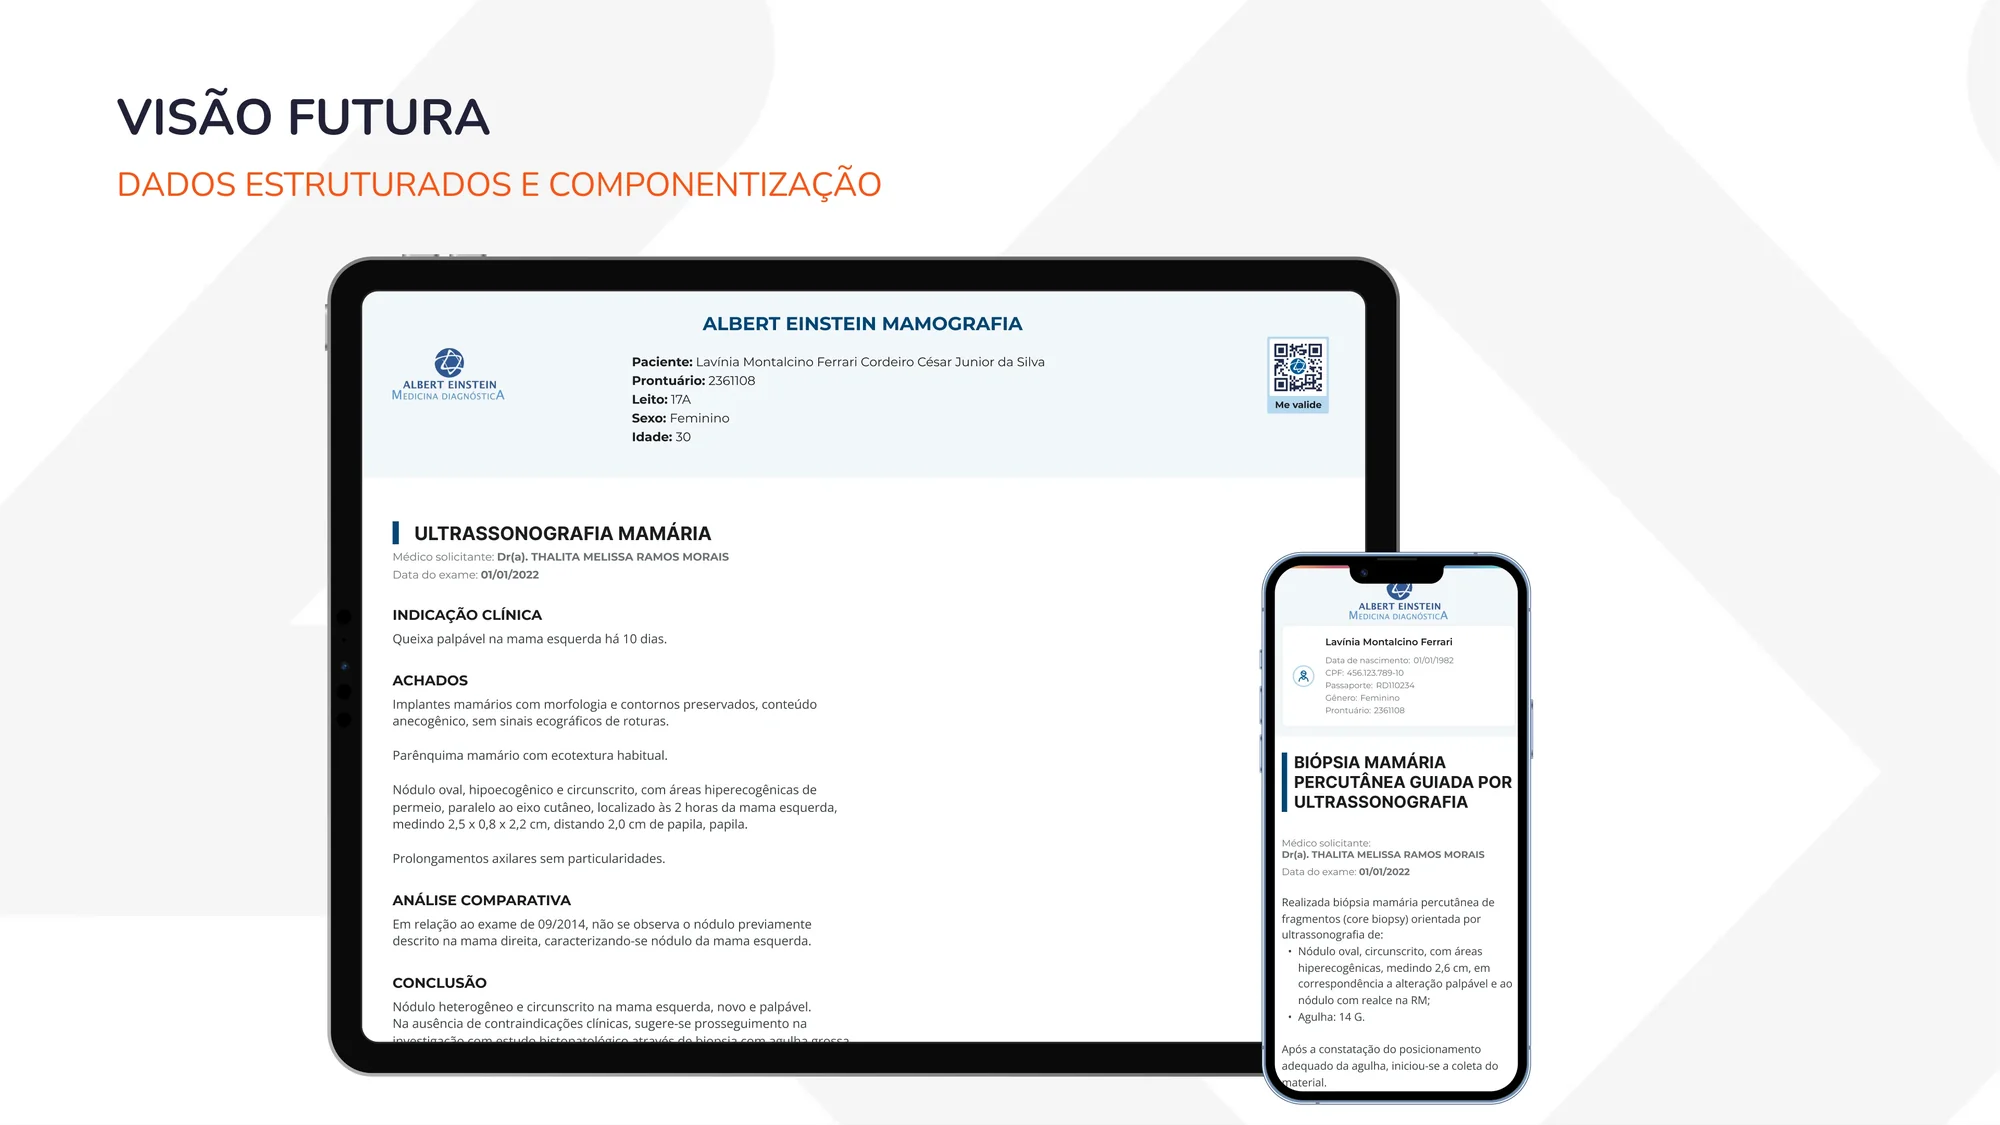 VISÃO FUTURA
DADOS ESTRUTURADOS E COMPONENTIZAÇÃO
ALBERT EINSTEIN MAMOGRAFIA
ALBERT EINSTEIN
MEDICINA DIAGNÓSTICA
Paciente: Lavínia Montalcino Ferrari Cordeiro César Junior da Silva
Prontuário: 2361108
Leito: 17A
Sexo: Feminino
Idade: 30
Me valide
ULTRASSONOGRAFIA MAMÁRIA
Médico solicitante: Dr(a). THALITA MELISSA RAMOS MORAIS
Data do exame: 01/01/2022
INDICAÇÃO CLÍNICA
Queixa palpável na mama esquerda há 10 dias.
ACHADOS
Implantes mamários com morfologia e contornos preservados, conteúdo
anecogênico, sem sinais ecográficos de roturas.
Parênquima mamário com ecotextura habitual.
Nódulo oval, hipoecogênico e circunscrito, com áreas hiperecogênicas de
permeio, paralelo ao eixo cutâneo, localizado às 2 horas da mama esquerda,
medindo 2,5 x 0,8 x 2,2 cm, distando 2,0 cm de papila, papila.
Prolongamentos axilares sem particularidades.
ANÁLISE COMPARATIVA
Em relação ao exame de 09/2014, não se observa o nódulo previamente
descrito na mama direita, caracterizando-se nódulo da mama esquerda.
CONCLUSÃO
Nódulo heterogêneo e circunscrito na mama esquerda, novo e palpável.
Na ausência de contraindicações clínicas, sugere-se prosseguimento na
investigação com estudo histopatológico através de biopsia com agulha grossa
ALBERT EINSTEIN
MEDICINA DIAGNÓSTICA
Lavínia Montalcino Ferrari
Data de nascimento: 01/01/1982
CPF: 456.123.789-10
Passaporte: RD110234
Gênero: Feminino
Prontuário: 2361108
BIÓPSIA MAMÁRIA
PERCUTÂNEA GUIADA POR
ULTRASSONOGRAFIA
Médico solicitante:
Dr(a). THALITA MELISSA RAMOS MORAIS
Data do exame: 01/01/2022
Realizada biópsia mamária percutânea de
fragmentos (core biopsy) orientada por
ultrassonografia de:
• Nódulo oval, circunscrito, com áreas
hiperecogênicas, medindo 2,6 cm, em
correspondência a alteração palpável e ao
nódulo com realce na RM;
• Agulha: 14 G.
Após a constatação do posicionamento
adequado da agulha, iniciou-se a coleta do
material.